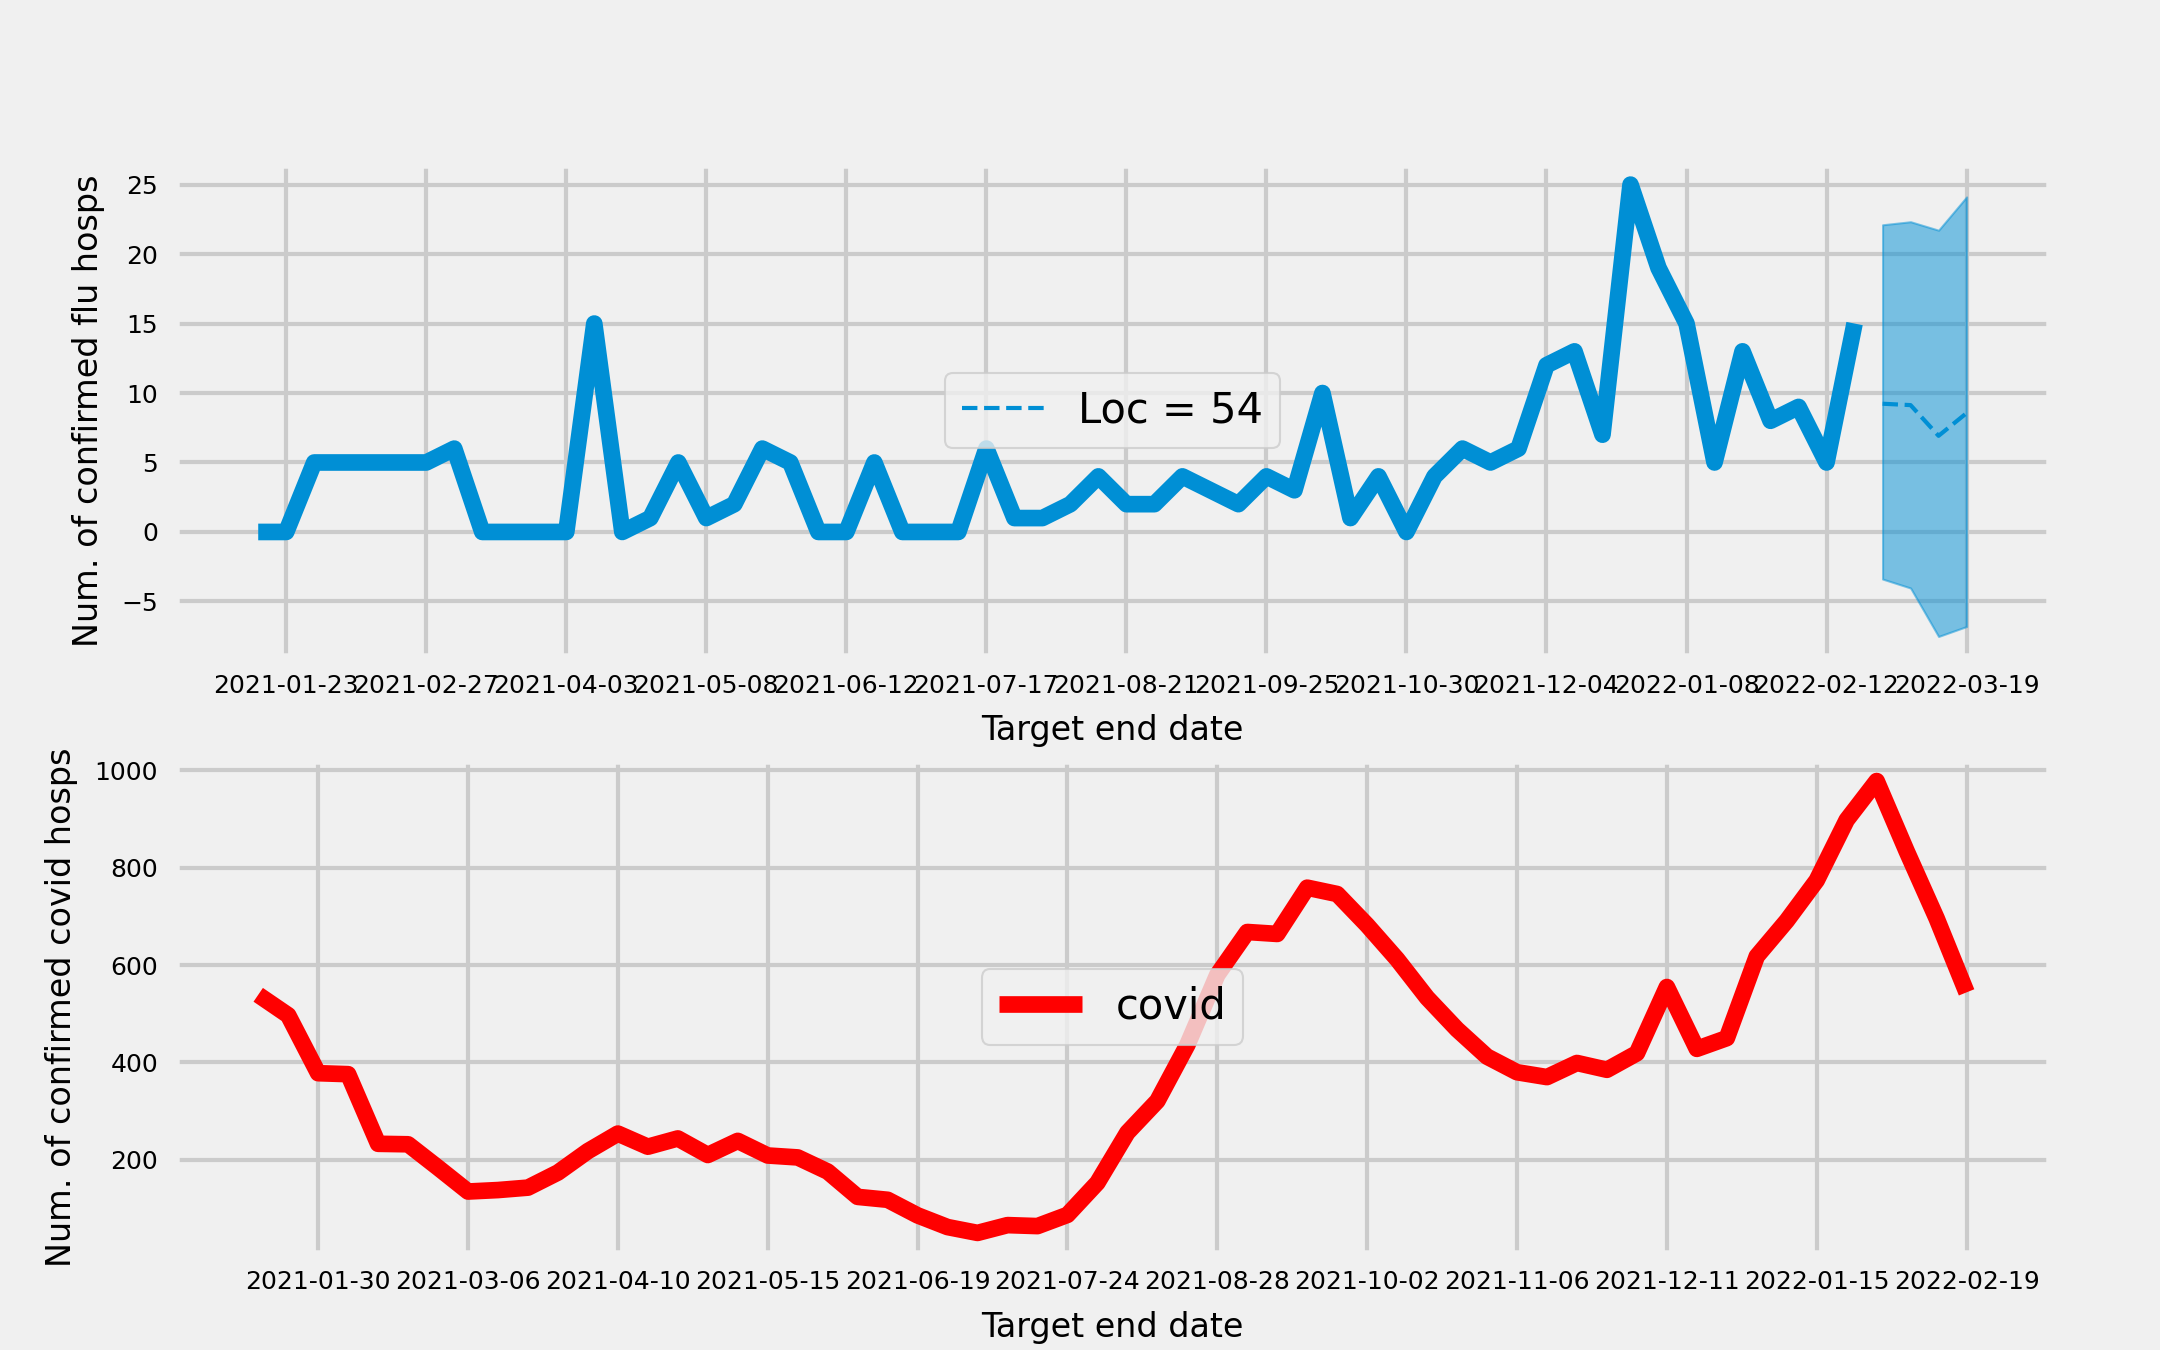 Num. of confirmed flu hosps
25
20
15
10
5
0
−5
Loc = 54
2021-01-23 2021-02-27 2021-04-03 2021-05-08 2021-06-12 2021-07-17 2021-08-21 2021-09-25 2021-10-30 2021-12-04 2022-01-08 2022-02-12 2022-03-19
Target end date
Num. of confirmed covid hosps
1000
800
600
400
200
covid
2021-01-30 2021-03-06 2021-04-10 2021-05-15 2021-06-19 2021-07-24 2021-08-28 2021-10-02 2021-11-06 2021-12-11 2022-01-15 2022-02-19
Target end date